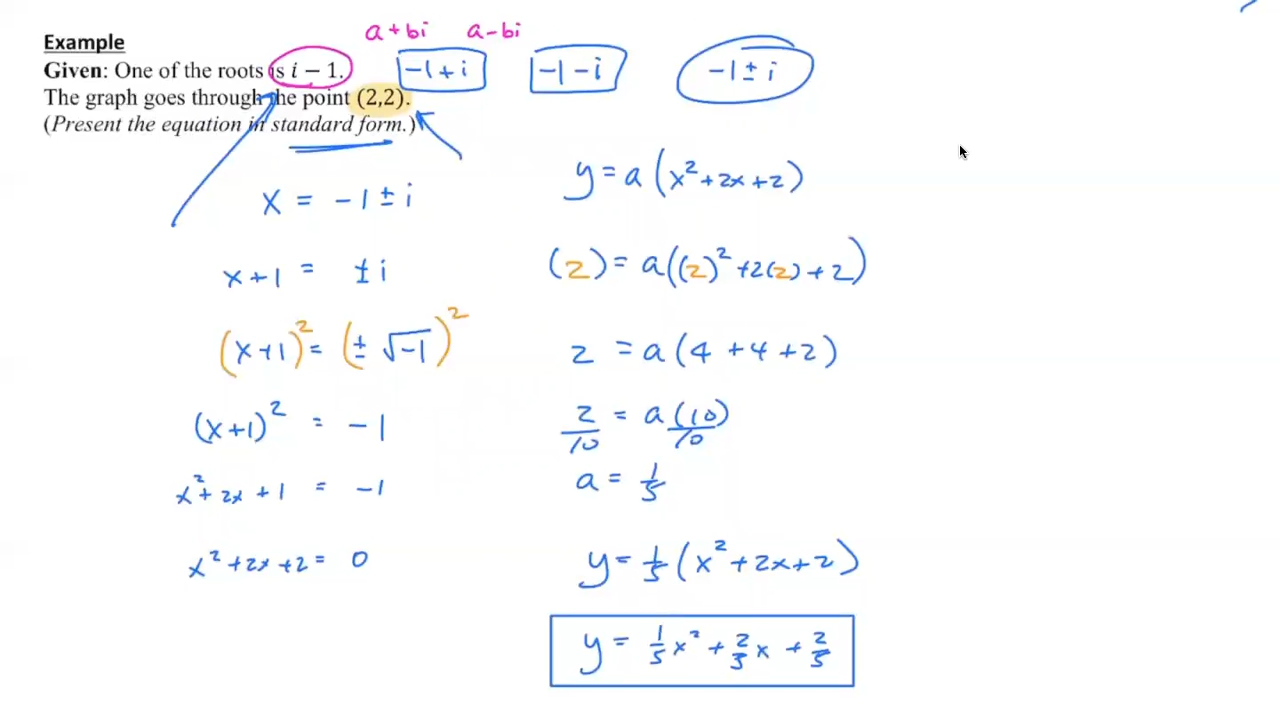 a+bi a-bi
Example
Given: One of the roots is i − 1. -1+i -1-i -1±i
The graph goes through the point (2,2).
(Present the equation in standard form.)
x = -1±i
x+1 = ±i
(x+1)² = (±√-1)²
(x+1)² = -1
x²+2x+1 = -1
x²+2x+2 = 0
y = a(x²+2x+2)
(2) = a((2)²+2(2)+2)
2 = a(4+4+2)
2/10 = a(10)/10
a = 1/5
y = 1/5(x²+2x+2)
y = 1/5x²+2/5x+2/5